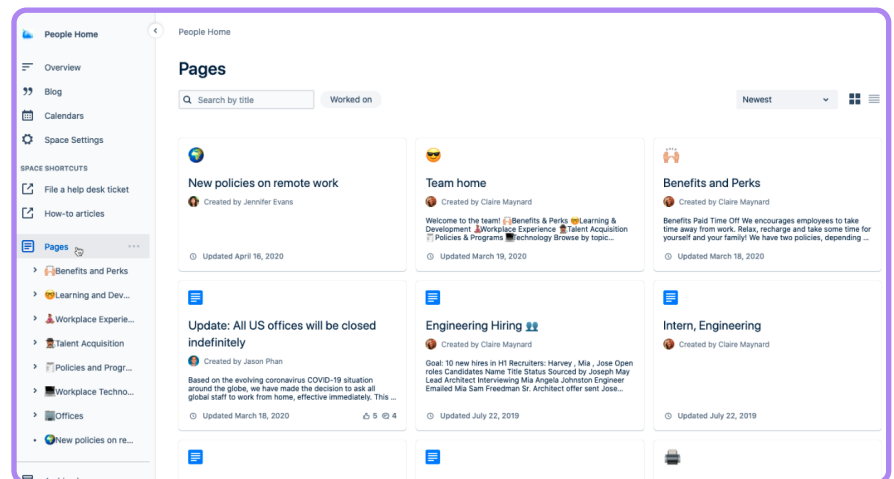 People Home
Overview
Blog
Calendars
Space Settings
SPACE SHORTCUTS
File a help desk ticket
How-to articles
Pages
Benefits and Perks
Learning and Dev...
Workplace Experie...
Talent Acquisition
Policies and Progr...
Workplace Techno...
Offices
New policies on re...
People Home
Pages
Search by title
Worked on
Newest
New policies on remote work
Created by Jennifer Evans
Updated April 16, 2020
Team home
Created by Claire Maynard
Welcome to the team! 🙌Benefits & Perks 🤓Learning &
Development Workplace Experience Talent Acquisition
Policies & Programs Technology Browse by topic...
Updated March 19, 2020
Benefits and Perks
Created by Claire Maynard
Benefits Paid Time Off We encourages employees to take
time away from work. Relax, recharge and take some time for
yourself and your family! We have two policies, depending ...
Updated March 18, 2020
Update: All US offices will be closed
indefinitely
Created by Jason Phan
Based on the evolving coronavirus COVID-19 situation
around the globe, we have made the decision to ask all
global staff to work from home, effective immediately. This ...
Updated March 18, 2020
5
4
Engineering Hiring 👥
Created by Claire Maynard
Goal: 10 new hires in H1 Recruiters: Harvey , Mia , Jose Open
roles Candidates Name Title Status Sourced by Joseph May
Lead Architect Interviewing Mia Angela Johnston Engineer
Emailed Mia Sam Freedman Sr. Architect offer sent Jose...
Updated July 22, 2019
Intern, Engineering
Created by Claire Maynard
Updated July 22, 2019